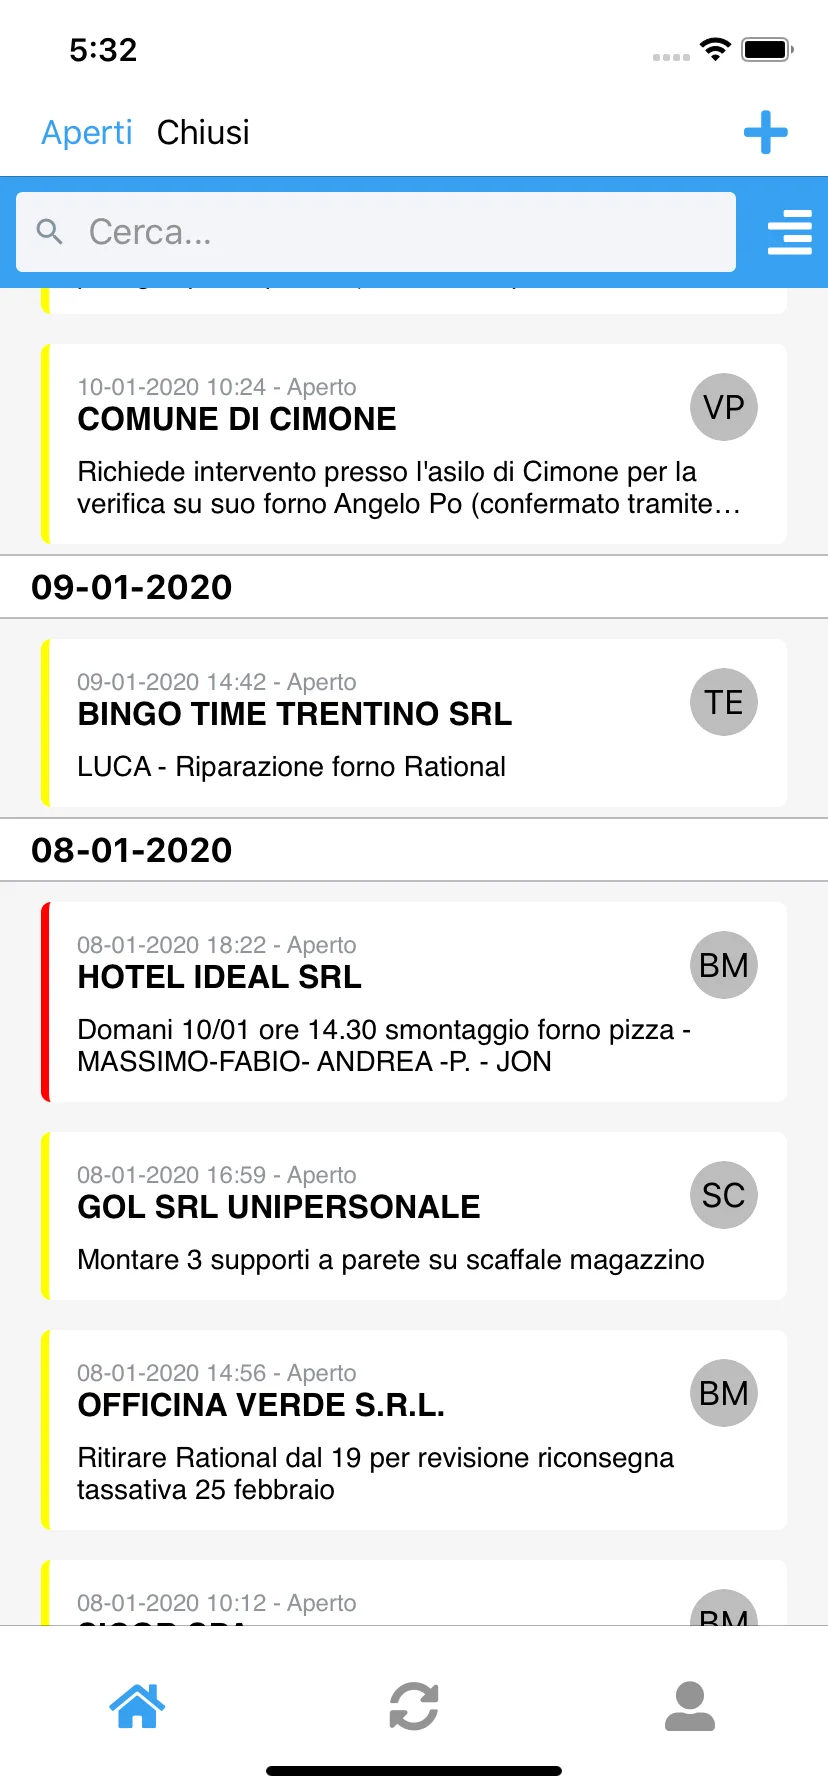 5:32
Aperti Chiusi
Cerca...
10-01-2020 10:24 - Aperto
VP
COMUNE DI CIMONE
Richiede intervento presso l'asilo di Cimone per la
verifica su suo forno Angelo Po (confermato tramite...
09-01-2020
09-01-2020 14:42 - Aperto
TE
BINGO TIME TRENTINO SRL
LUCA - Riparazione forno Rational
08-01-2020
08-01-2020 18:22 - Aperto
BM
HOTEL IDEAL SRL
Domani 10/01 ore 14.30 smontaggio forno pizza -
MASSIMO-FABIO- ANDREA -P. - JON
08-01-2020 16:59 - Aperto
SC
GOL SRL UNIPERSONALE
Montare 3 supporti a parete su scaffale magazzino
08-01-2020 14:56 - Aperto
BM
OFFICINA VERDE S.R.L.
Ritirare Rational dal 19 per revisione riconsegna
tassativa 25 febbraio
08-01-2020 10:12 - Aperto
BM